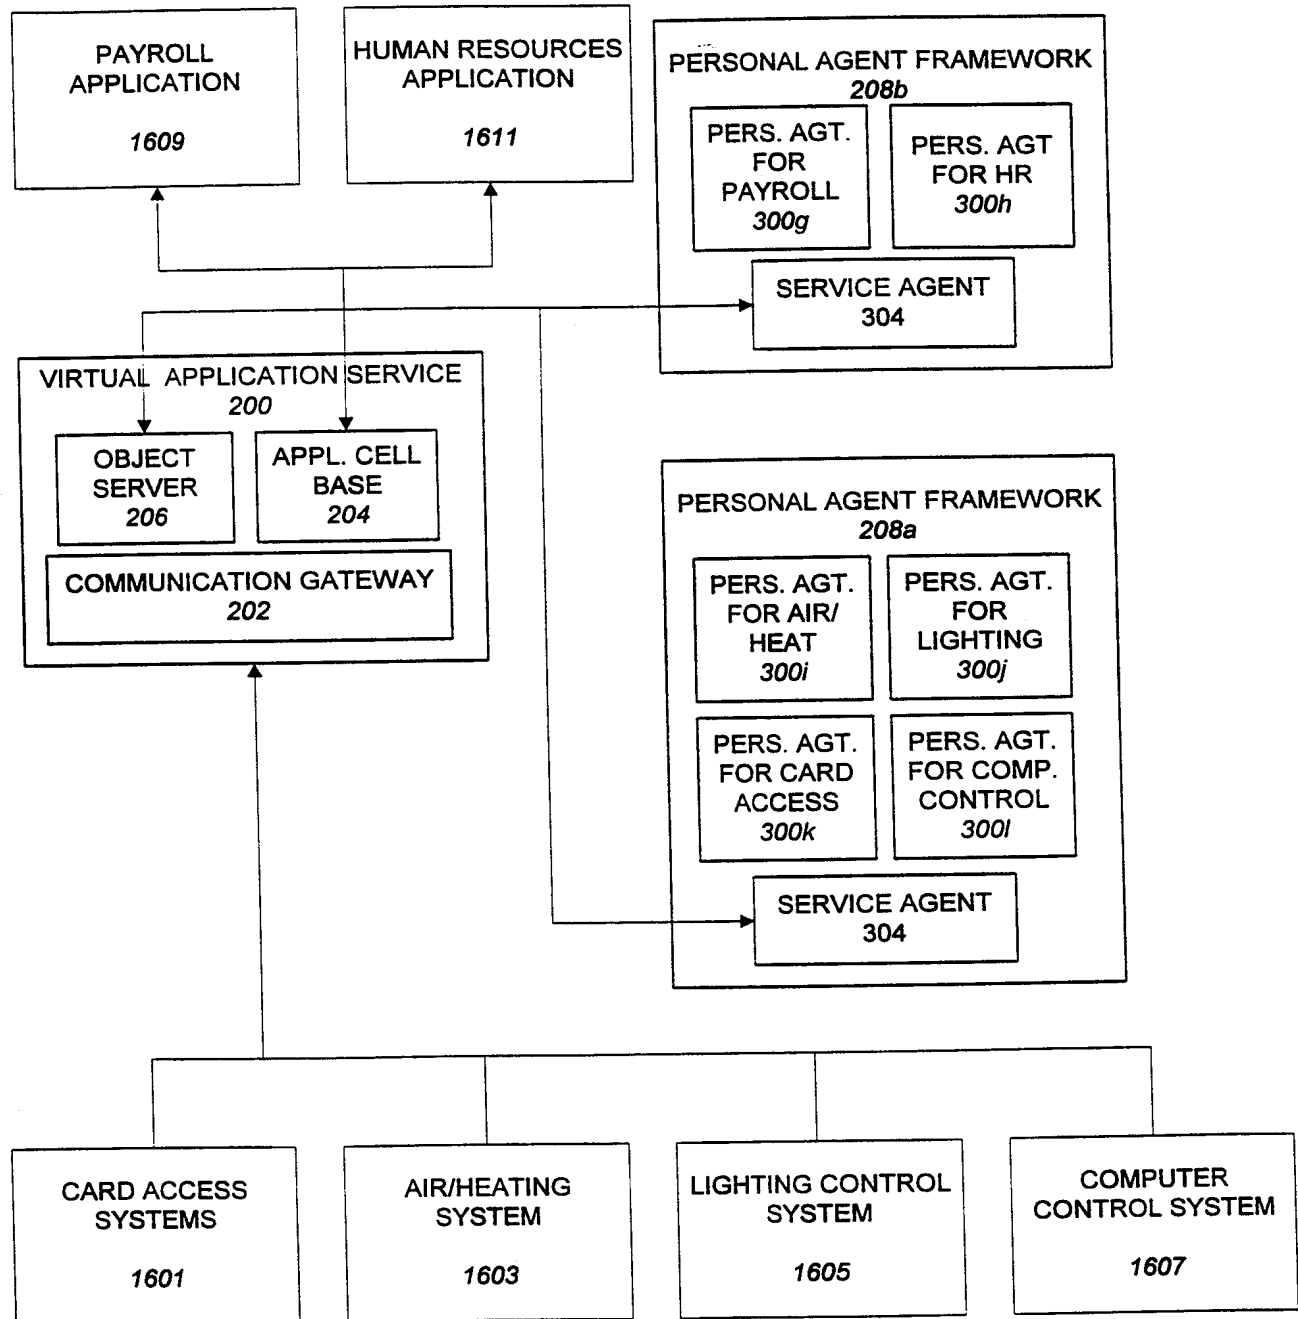 PAYROLL
APPLICATION
1609
HUMAN RESOURCES
APPLICATION
1611
PERSONAL AGENT FRAMEWORK
208b
PERS. AGT.
FOR
PAYROLL
300g
PERS. AGT
FOR HR
300h
SERVICE AGENT
304
VIRTUAL APPLICATION SERVICE
200
OBJECT
SERVER
206
APPL. CELL
BASE
204
COMMUNICATION GATEWAY
202
PERSONAL AGENT FRAMEWORK
208a
PERS. AGT.
FOR AIR/
HEAT
300i
PERS. AGT.
FOR
LIGHTING
300j
PERS. AGT.
FOR CARD
ACCESS
300k
PERS. AGT.
FOR COMP.
CONTROL
300l
SERVICE AGENT
304
CARD ACCESS
SYSTEMS
1601
AIR/HEATING
SYSTEM
1603
LIGHTING CONTROL
SYSTEM
1605
COMPUTER
CONTROL SYSTEM
1607